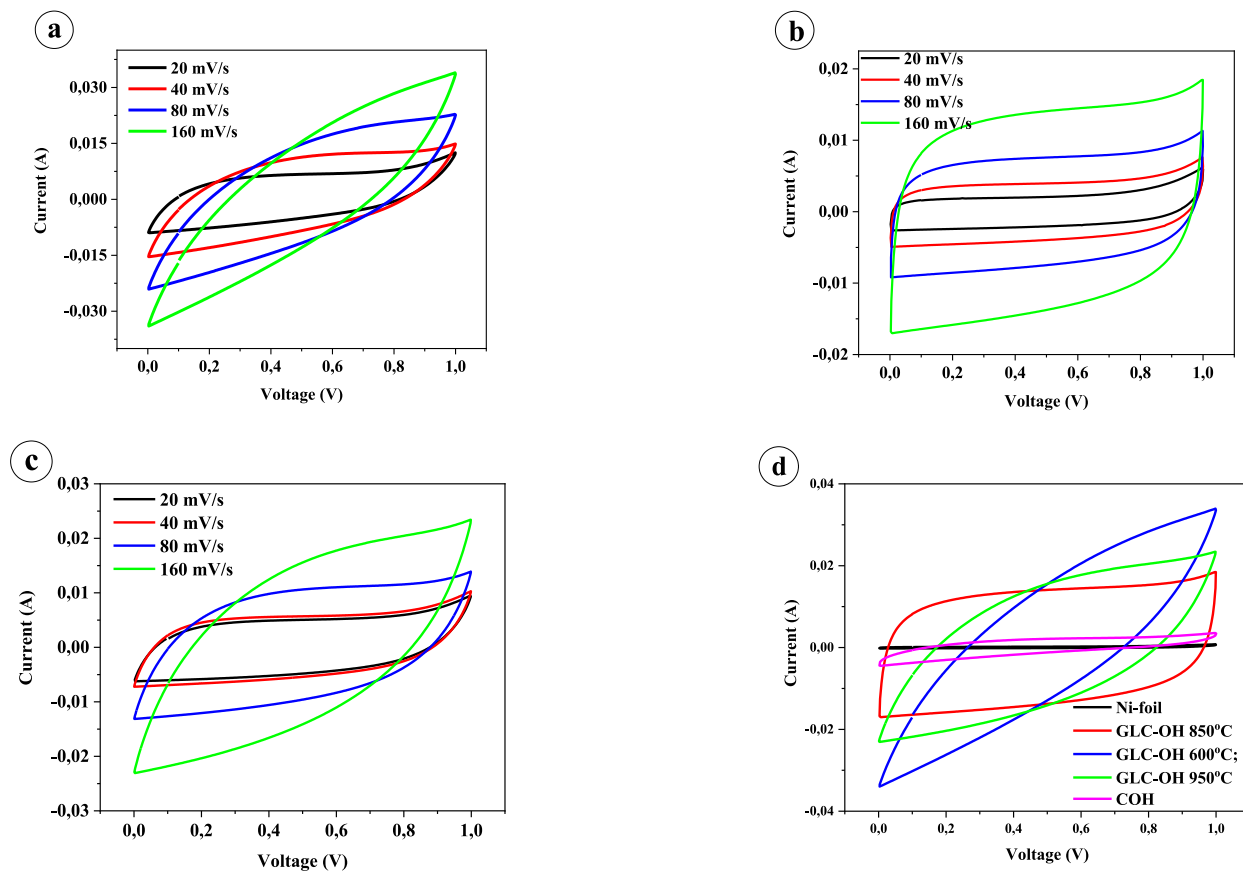 a
20 mV/s
40 mV/s
80 mV/s
160 mV/s
0,030
0,015
0,000
-0,015
-0,030
Current (A)
0,0 0,2 0,4 0,6 0,8 1,0
Voltage (V)
b
20 mV/s
40 mV/s
80 mV/s
160 mV/s
0,02
0,01
0,00
-0,01
-0,02
Current (A)
0,0 0,2 0,4 0,6 0,8 1,0
Voltage (V)
c
20 mV/s
40 mV/s
80 mV/s
160 mV/s
0,03
0,02
0,01
0,00
-0,01
-0,02
-0,03
Current (A)
0,0 0,2 0,4 0,6 0,8 1,0
Voltage (V)
d
0,04
0,02
0,00
-0,02
-0,04
Current (A)
Ni-foil
GLC-OH 850°C
GLC-OH 600°C;
GLC-OH 950°C
COH
0,0 0,2 0,4 0,6 0,8 1,0
Voltage (V)